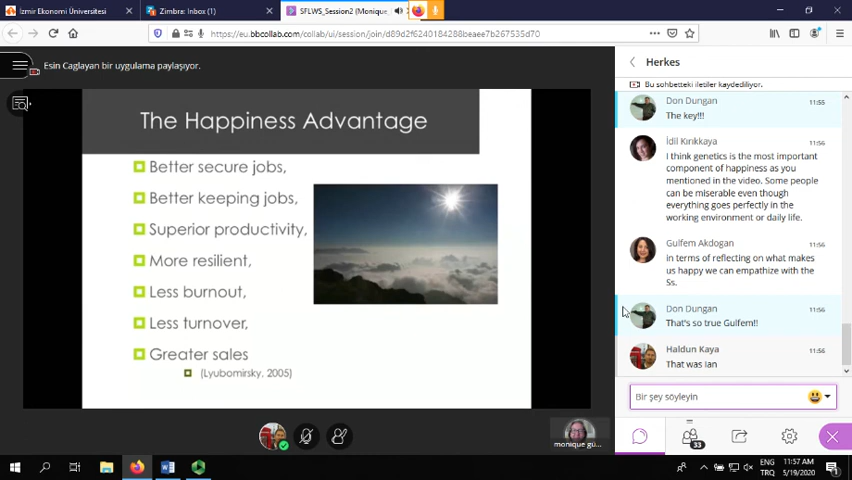 İzmir Ekonomi Üniversitesi
Zimbra: Inbox (1)
SFLWS_Session2 (Monique_
https://eu.bbcollab.com/collab/ui/session/join/d89d2f6240184288beaee7b267535d70
Esin Caglayan bir uygulama paylaşıyor.
The Happiness Advantage
Better secure jobs,
Better keeping jobs,
Superior productivity,
More resilient,
Less burnout,
Less turnover,
Greater sales
(Lyubomirsky, 2005)
monique gü...
Herkes
Bu sohbetteki iletiler kaydediliyor.
Don Dungan
11:55
The key!!!
İdil Kırıkkaya
11:56
I think genetics is the most important
component of happiness as you
mentioned in the video. Some people
can be miserable even though
everything goes perfectly in the
working environment or daily life.
Gulfem Akdogan
11:56
in terms of reflecting on what makes
us happy we can empathize with the
Ss.
Don Dungan
11:56
That's so true Gulfem!!
Haldun Kaya
11:56
That was Ian
Bir şey söyleyin
33
ENG
TRQ
11:57 AM
5/19/2020